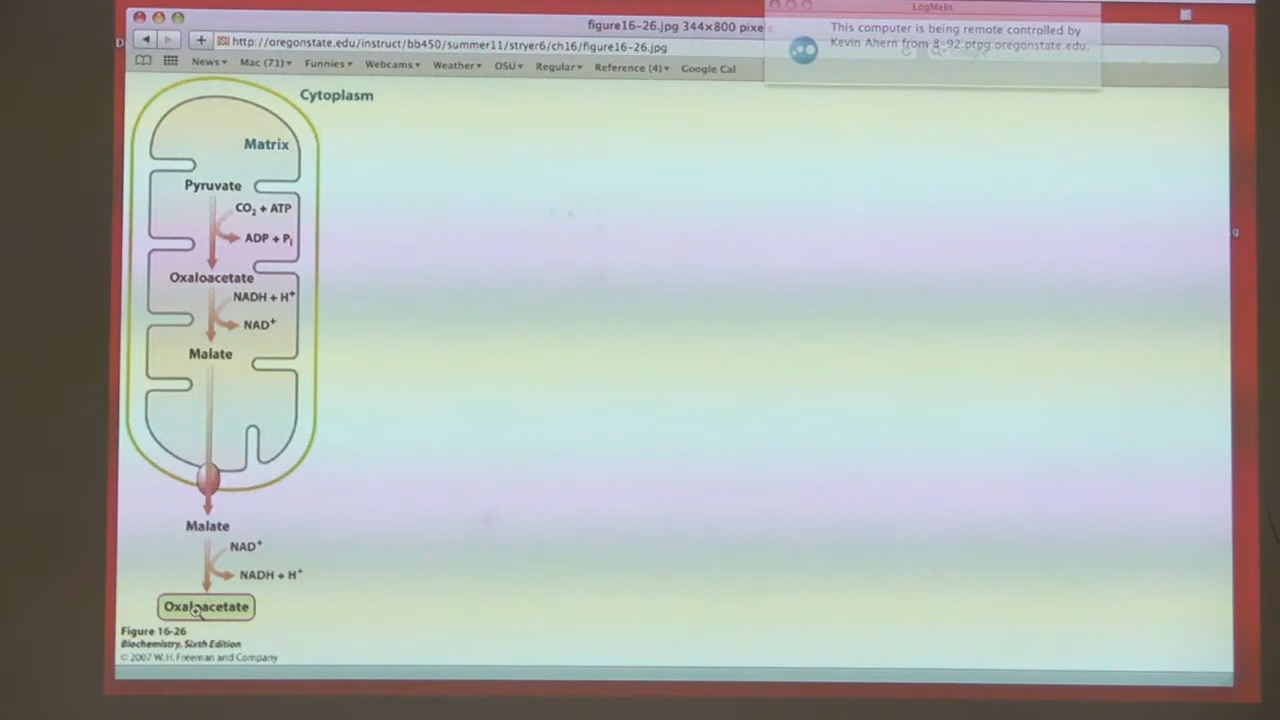 figure16-26.jpg 344×800 pixe
LogMeIn
This computer is being remote controlled by
Kevin Ahern from 8-92.ptpg.oregonstate.edu.
http://oregonstate.edu/instruct/bb450/summer11/stryer6/ch16/figure16-26.jpg
News Mac (71) Funnies Webcams Weather OSU Regular Reference (4) Google Cal
Cytoplasm
Matrix
Pyruvate
CO₂ + ATP
ADP + Pᵢ
Oxaloacetate
NADH + H⁺
NAD⁺
Malate
Malate
NAD⁺
NADH + H⁺
Oxaloacetate
Figure 16-26
Biochemistry, Sixth Edition
© 2007 W. H. Freeman and Company